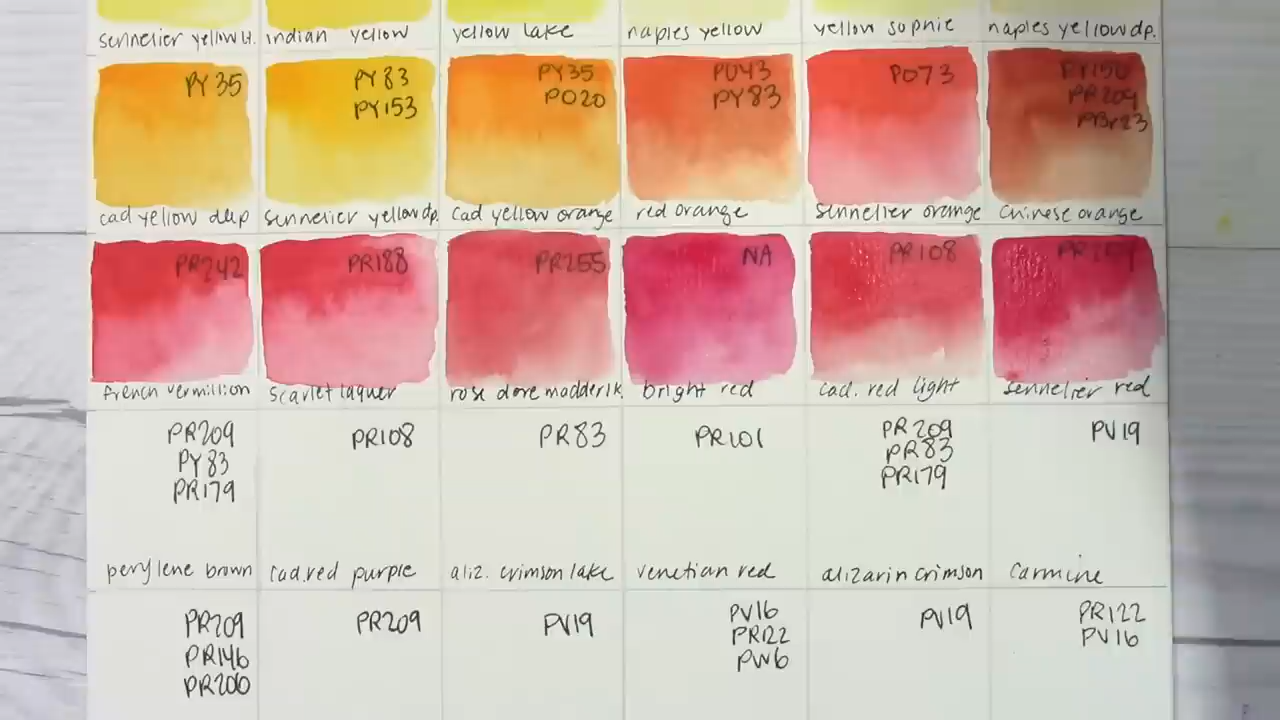 sennelier yellow lt. indian yellow yellow lake naples yellow yellow sophie naples yellow dp.
PY35 PY83 PY35 PO43 PO73 PY150
PY153 PO20 PY83 PR209
PBr23
cad yellow deep sennelier yellow dp. cad yellow orange red orange sennelier orange chinese orange
PR242 PR188 PR255 NA PR108
french vermillion scarlet laquer rose dore madder lk. bright red cad. red light sennelier red
PR209 PR108 PR83 PR101 PR209 PV19
PY83 PR83
PR179 PR179
perylene brown cad.red purple aliz. crimson lake venetian red alizarin crimson carmine
PR209 PR209 PV19 PV16 PV19 PR122
PR146 PR122 PV16
PR206 PW6